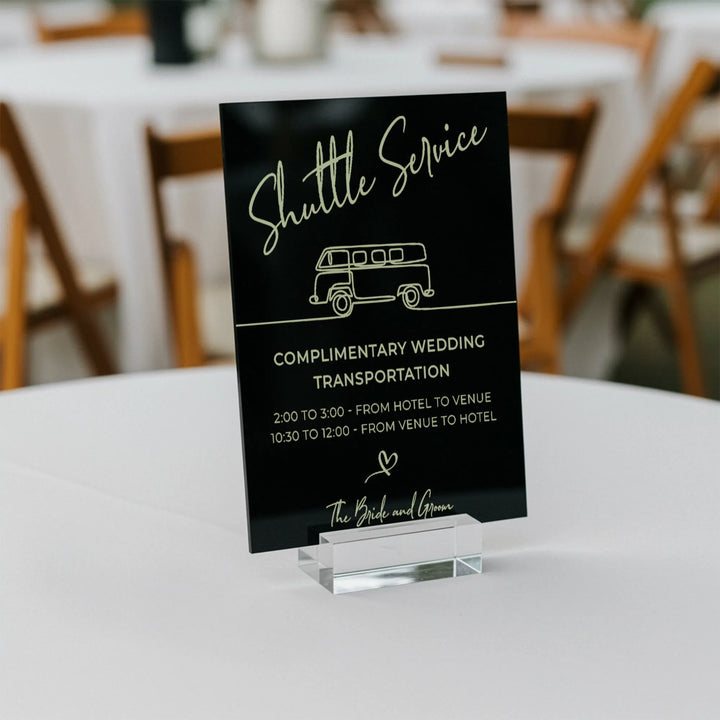 Shuttle Service
COMPLIMENTARY WEDDING
TRANSPORTATION
2:00 TO 3:00 - FROM HOTEL TO VENUE
10:30 TO 12:00 - FROM VENUE TO HOTEL
The Bride and Groom